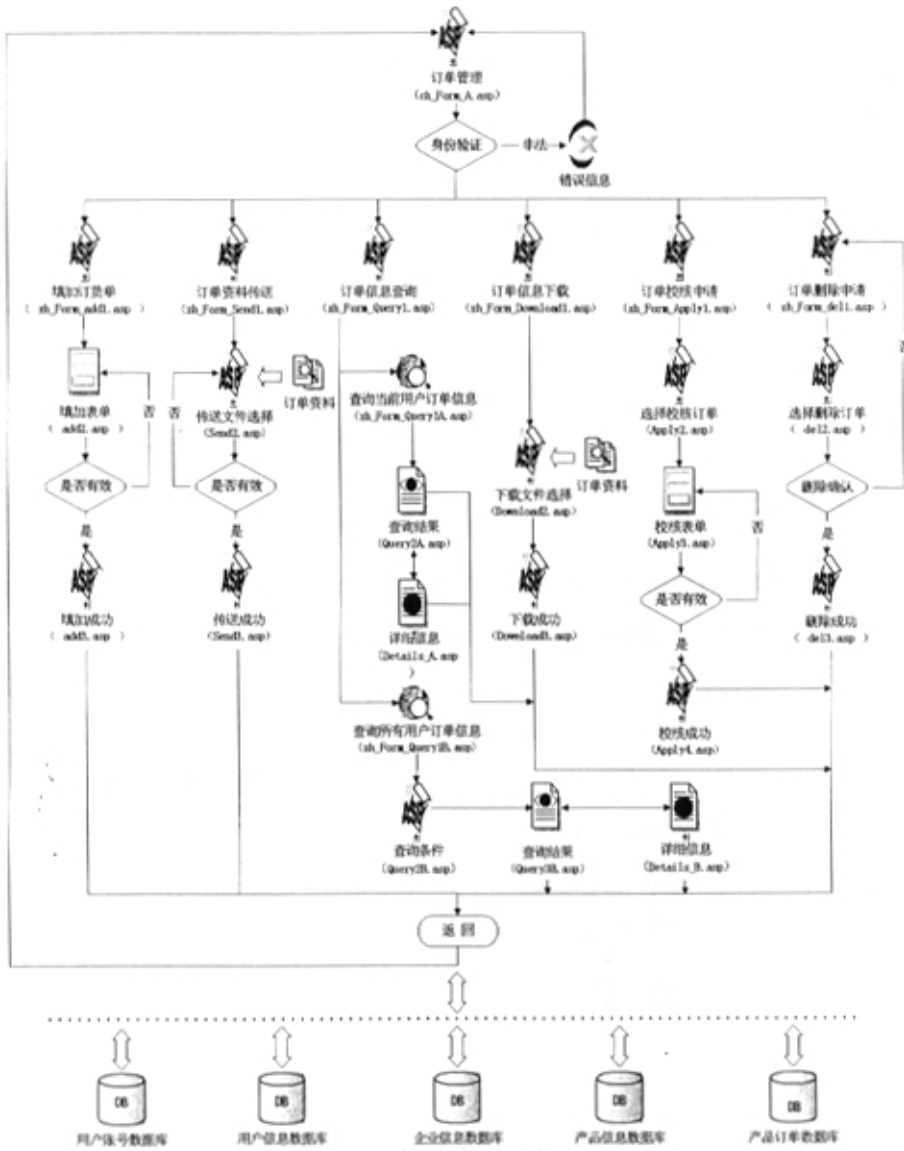 订单管理
(zh_Form_A.asp)
身份验证
非法
错误信息
填加订货单
( zh_Form_add1.asp)
订单资料传送
(zh_Form_Send1.asp)
订单信息查询
(zh_Form_Query1.asp)
订单信息下载
(zh_Form_Download1.asp)
订单校核申请
(zh_Form_Apply1.asp)
订单删除申请
(zh_Form_del1.asp)
填加表单
( add2.asp )
否
否
传送文件选择
(Send2.asp)
订单资料
查询当前用户订单信息
(zh_Form_Query1A.asp)
选择校核订单
(Apply2.asp)
选择删除订单
( del2.asp )
否
是否有效
是否有效
查询结果
(Query2A.asp)
下载文件选择
(Download2.asp)
订单资料
校核表单
(Apply3.asp)
否
删除确认
是
是
是
填加成功
( add3.asp )
传送成功
(Send3.asp)
详细信息
(Details_A.asp
)
下载成功
(Download3.asp)
是否有效
是
删除成功
( del3.asp )
查询所有用户订单信息
(zh_Form_Query1B.asp)
校核成功
(Apply4.asp)
查询条件
(Query2B.asp)
查询结果
(Query3B.asp)
详细信息
(Details_B.asp)
返 回
DB
DB
DB
DB
DB
用户账号数据库
用户信息数据库
企业信息数据库
产品信息数据库
产品订单数据库